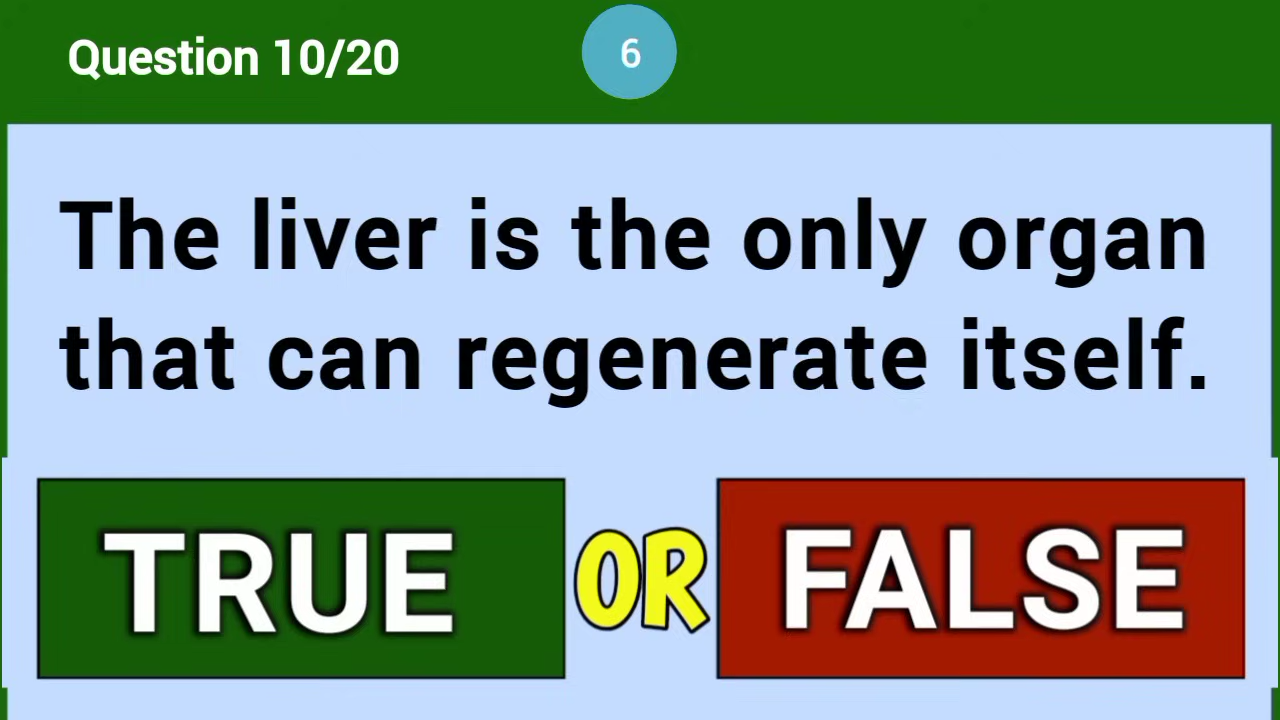 Question 10/20
6
The liver is the only organ
that can regenerate itself.
TRUE OR FALSE